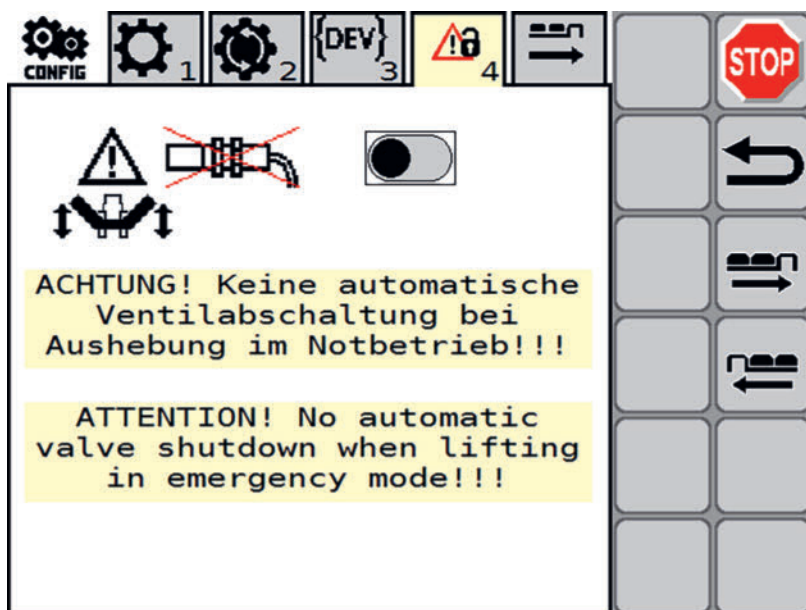 CONFIG
1
2
{DEV}
3
4
STOP
ACHTUNG! Keine automatische
Ventilabschaltung bei
Aushebung im Notbetrieb!!!
ATTENTION! No automatic
valve shutdown when lifting
in emergency mode!!!